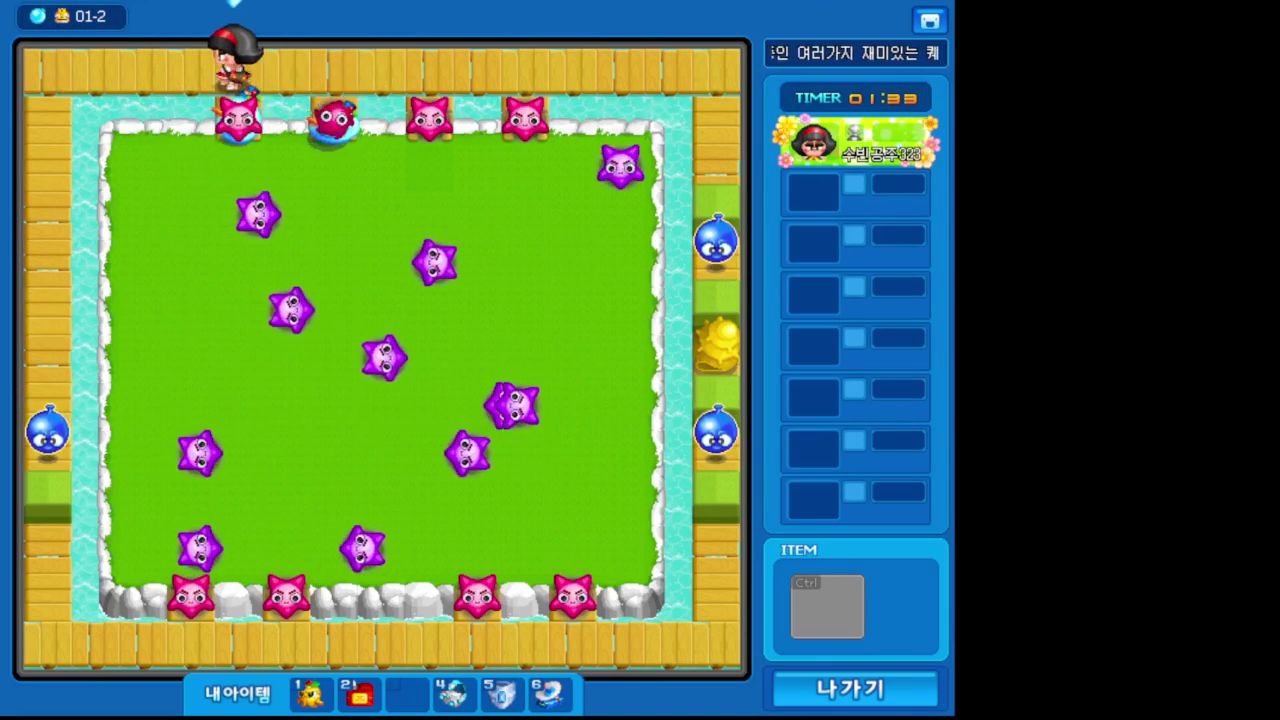 01-2
인 여러가지 재미있는 퀘
TIMER 01:33
수빈공주323
ITEM
Ctrl
내아이템
1
2
4
5
6
나가기